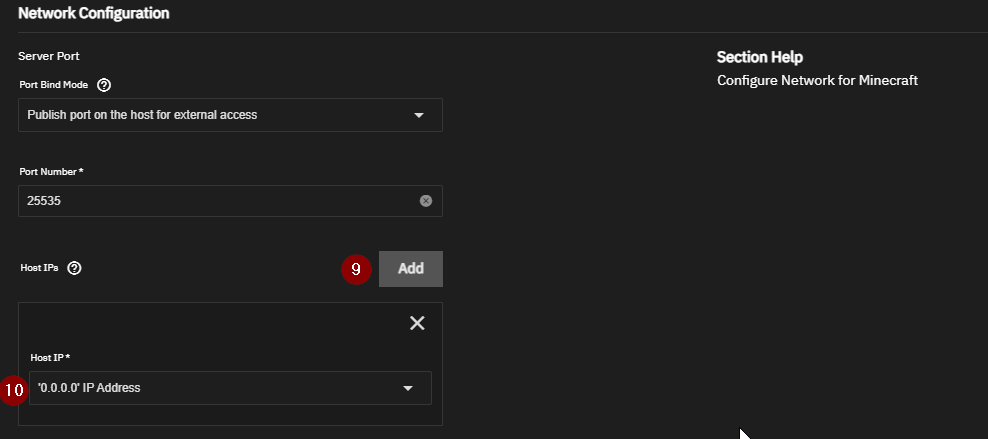 Network Configuration
Server Port
Port Bind Mode
Publish port on the host for external access
Port Number *
25535
Host IPs
9
Add
Host IP *
10
'0.0.0.0' IP Address
Section Help
Configure Network for Minecraft